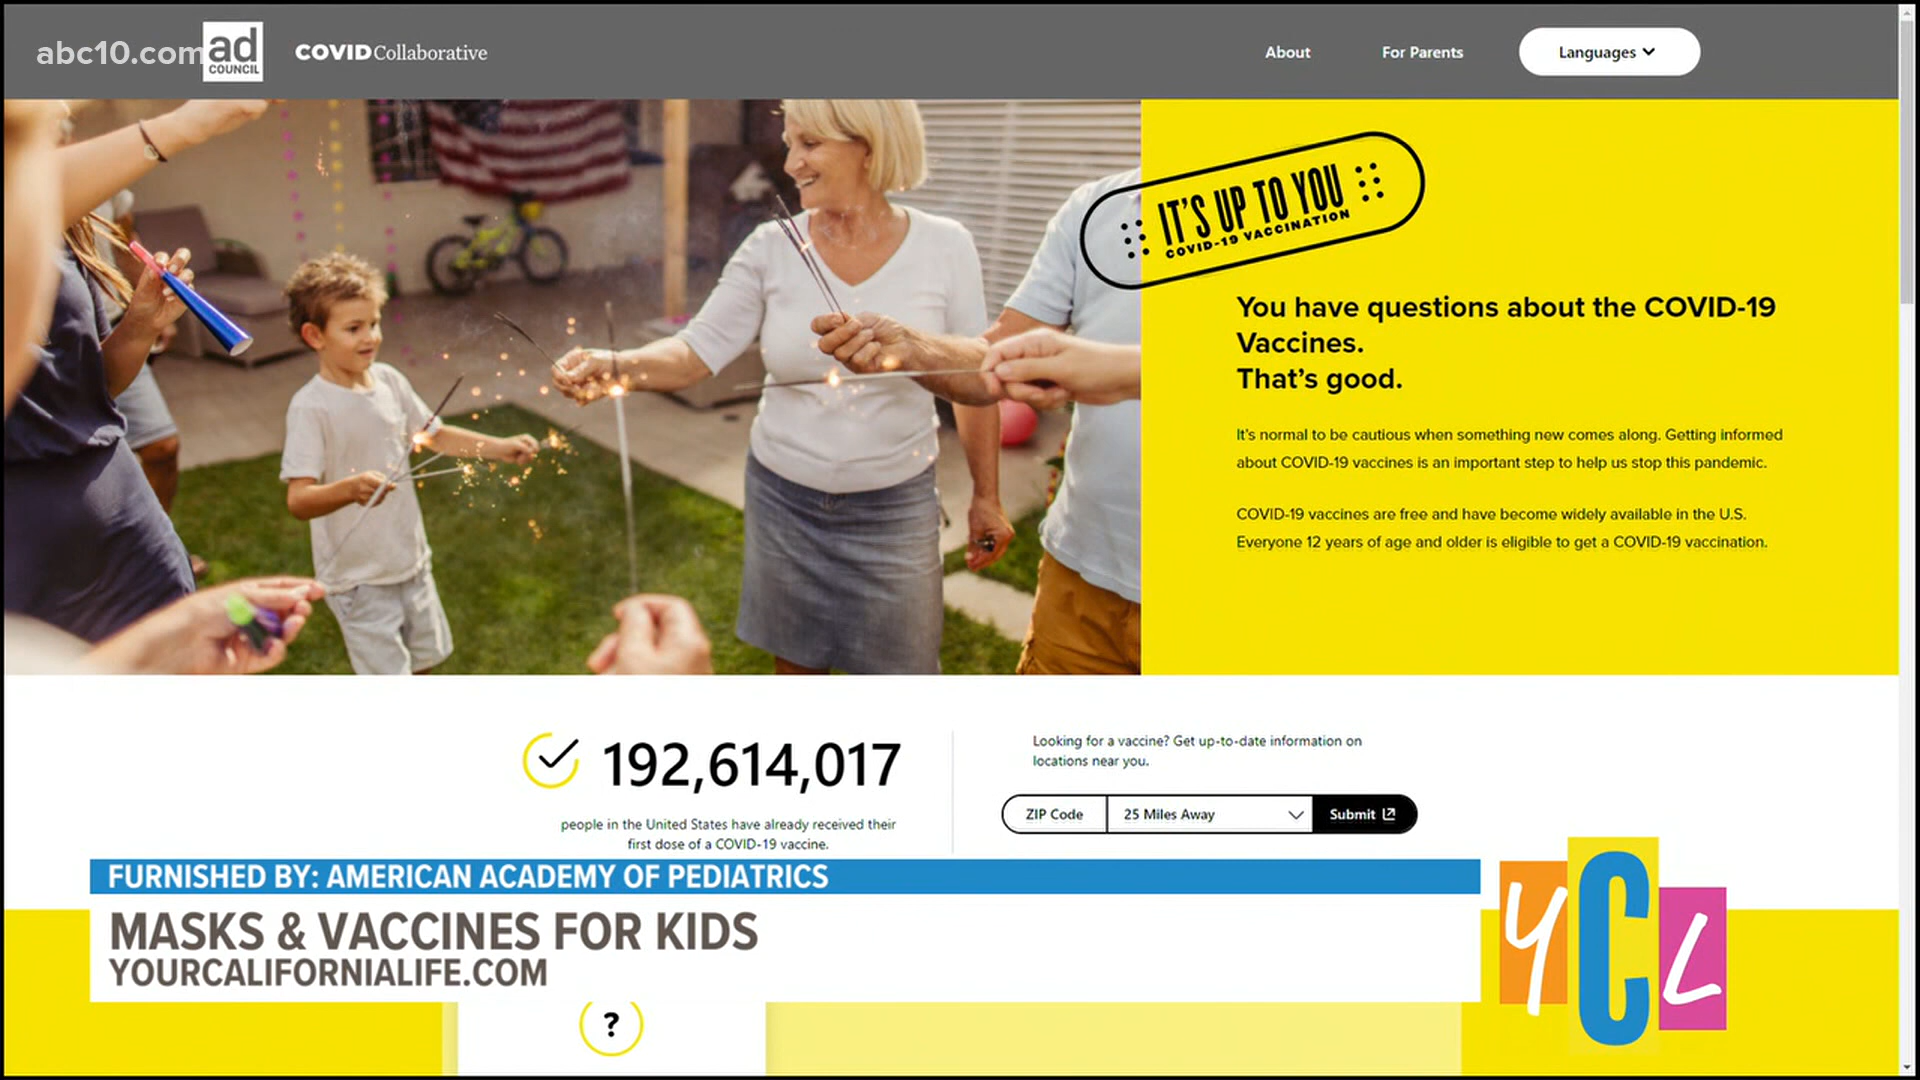 abc10.com
ad
COUNCIL
COVID Collaborative
About
For Parents
Languages
IT'S UP TO YOU
COVID-19 VACCINATION
You have questions about the COVID-19
Vaccines.
That's good.
It's normal to be cautious when something new comes along. Getting informed
about COVID-19 vaccines is an important step to help us stop this pandemic.
COVID-19 vaccines are free and have become widely available in the U.S.
Everyone 12 years of age and older is eligible to get a COVID-19 vaccination.
192,614,017
people in the United States have already received their
first dose of a COVID-19 vaccine.
Looking for a vaccine? Get up-to-date information on
locations near you.
ZIP Code
25 Miles Away
Submit
FURNISHED BY: AMERICAN ACADEMY OF PEDIATRICS
MASKS & VACCINES FOR KIDS
YOURCALIFORNIALIFE.COM
YCL
?